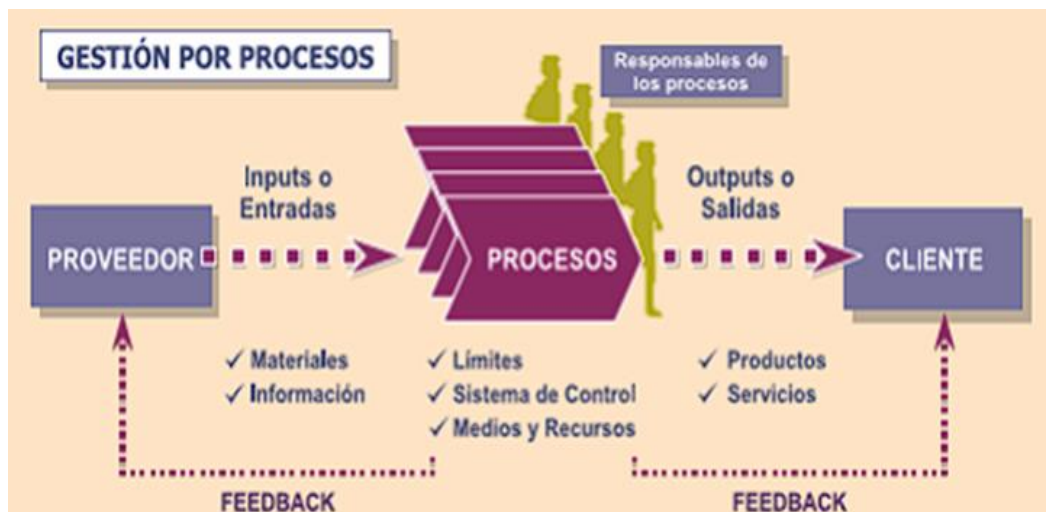 GESTIÓN POR PROCESOS
Responsables de
los procesos
Inputs o
Entradas
Outputs o
Salidas
PROVEEDOR
PROCESOS
CLIENTE
✓ Materiales
✓ Información
✓ Límites
✓ Sistema de Control
✓ Medios y Recursos
✓ Productos
✓ Servicios
FEEDBACK
FEEDBACK